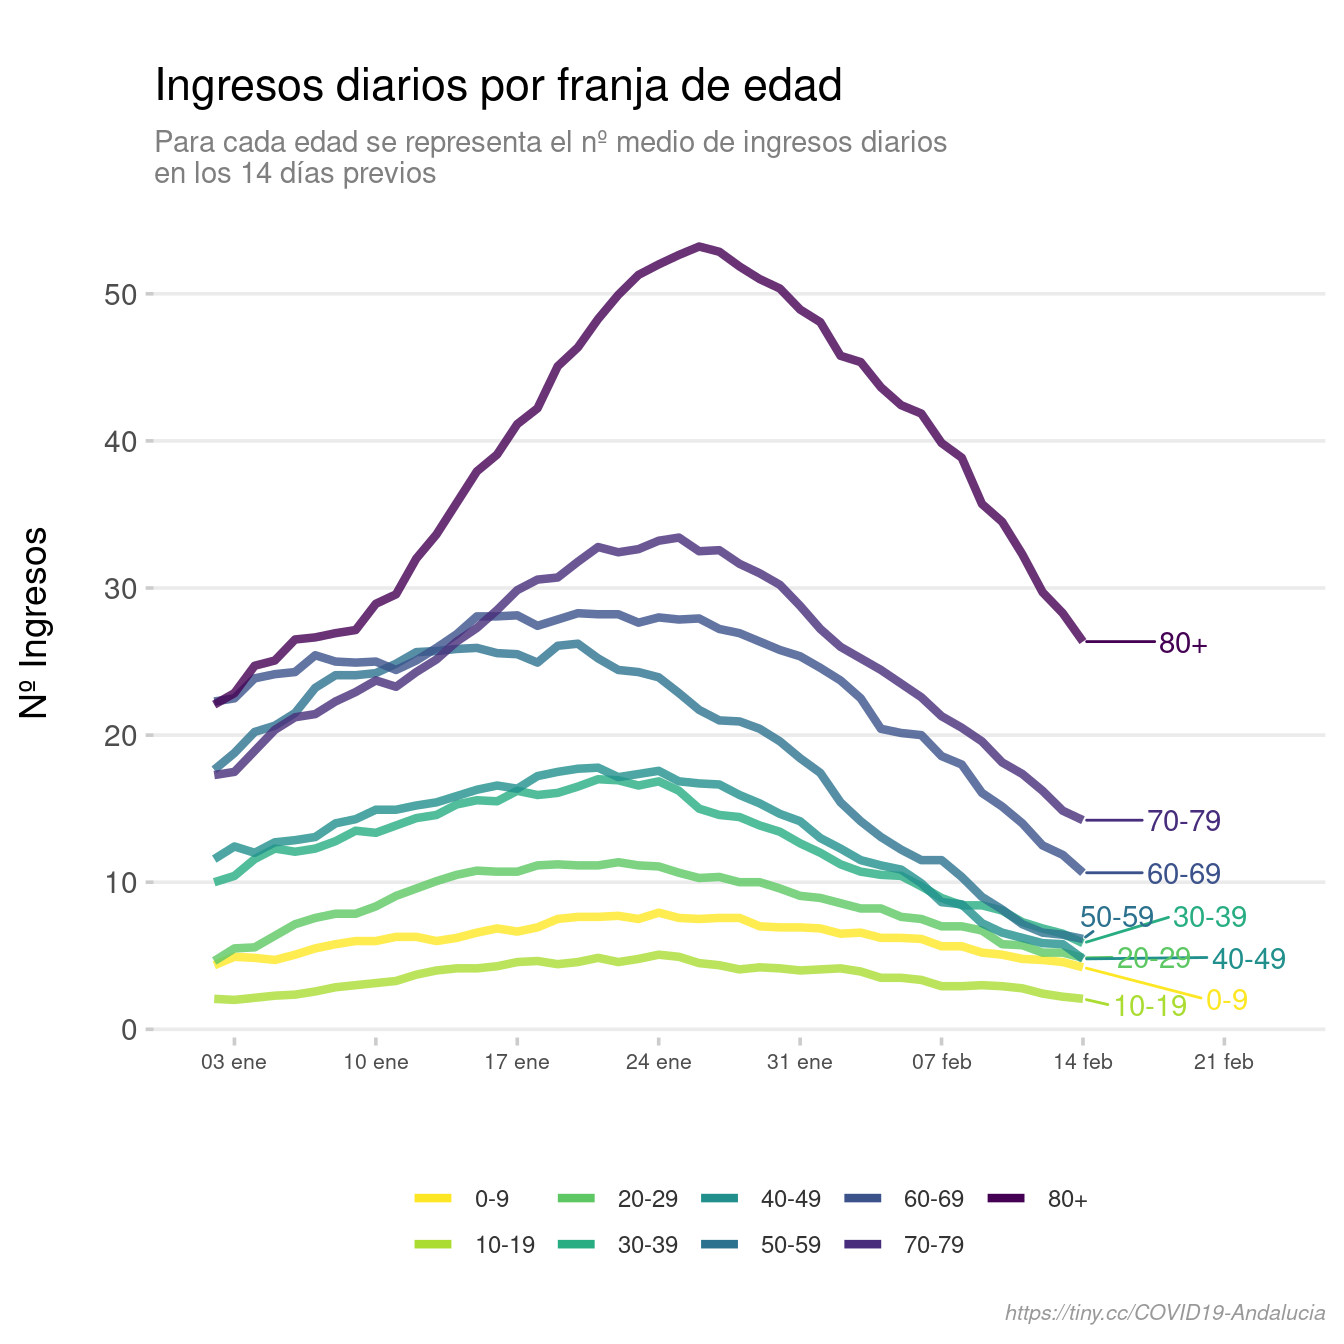 Ingresos diarios por franja de edad
Para cada edad se representa el nº medio de ingresos diarios
en los 14 días previos
Nº Ingresos
50
40
30
20
10
0
80+
70-79
60-69
50-59
30-39
20-29
40-49
0-9
10-19
03 ene
10 ene
17 ene
24 ene
31 ene
07 feb
14 feb
21 feb
0-9
20-29
40-49
60-69
80+
10-19
30-39
50-59
70-79
https://tiny.cc/COVID19-Andalucia